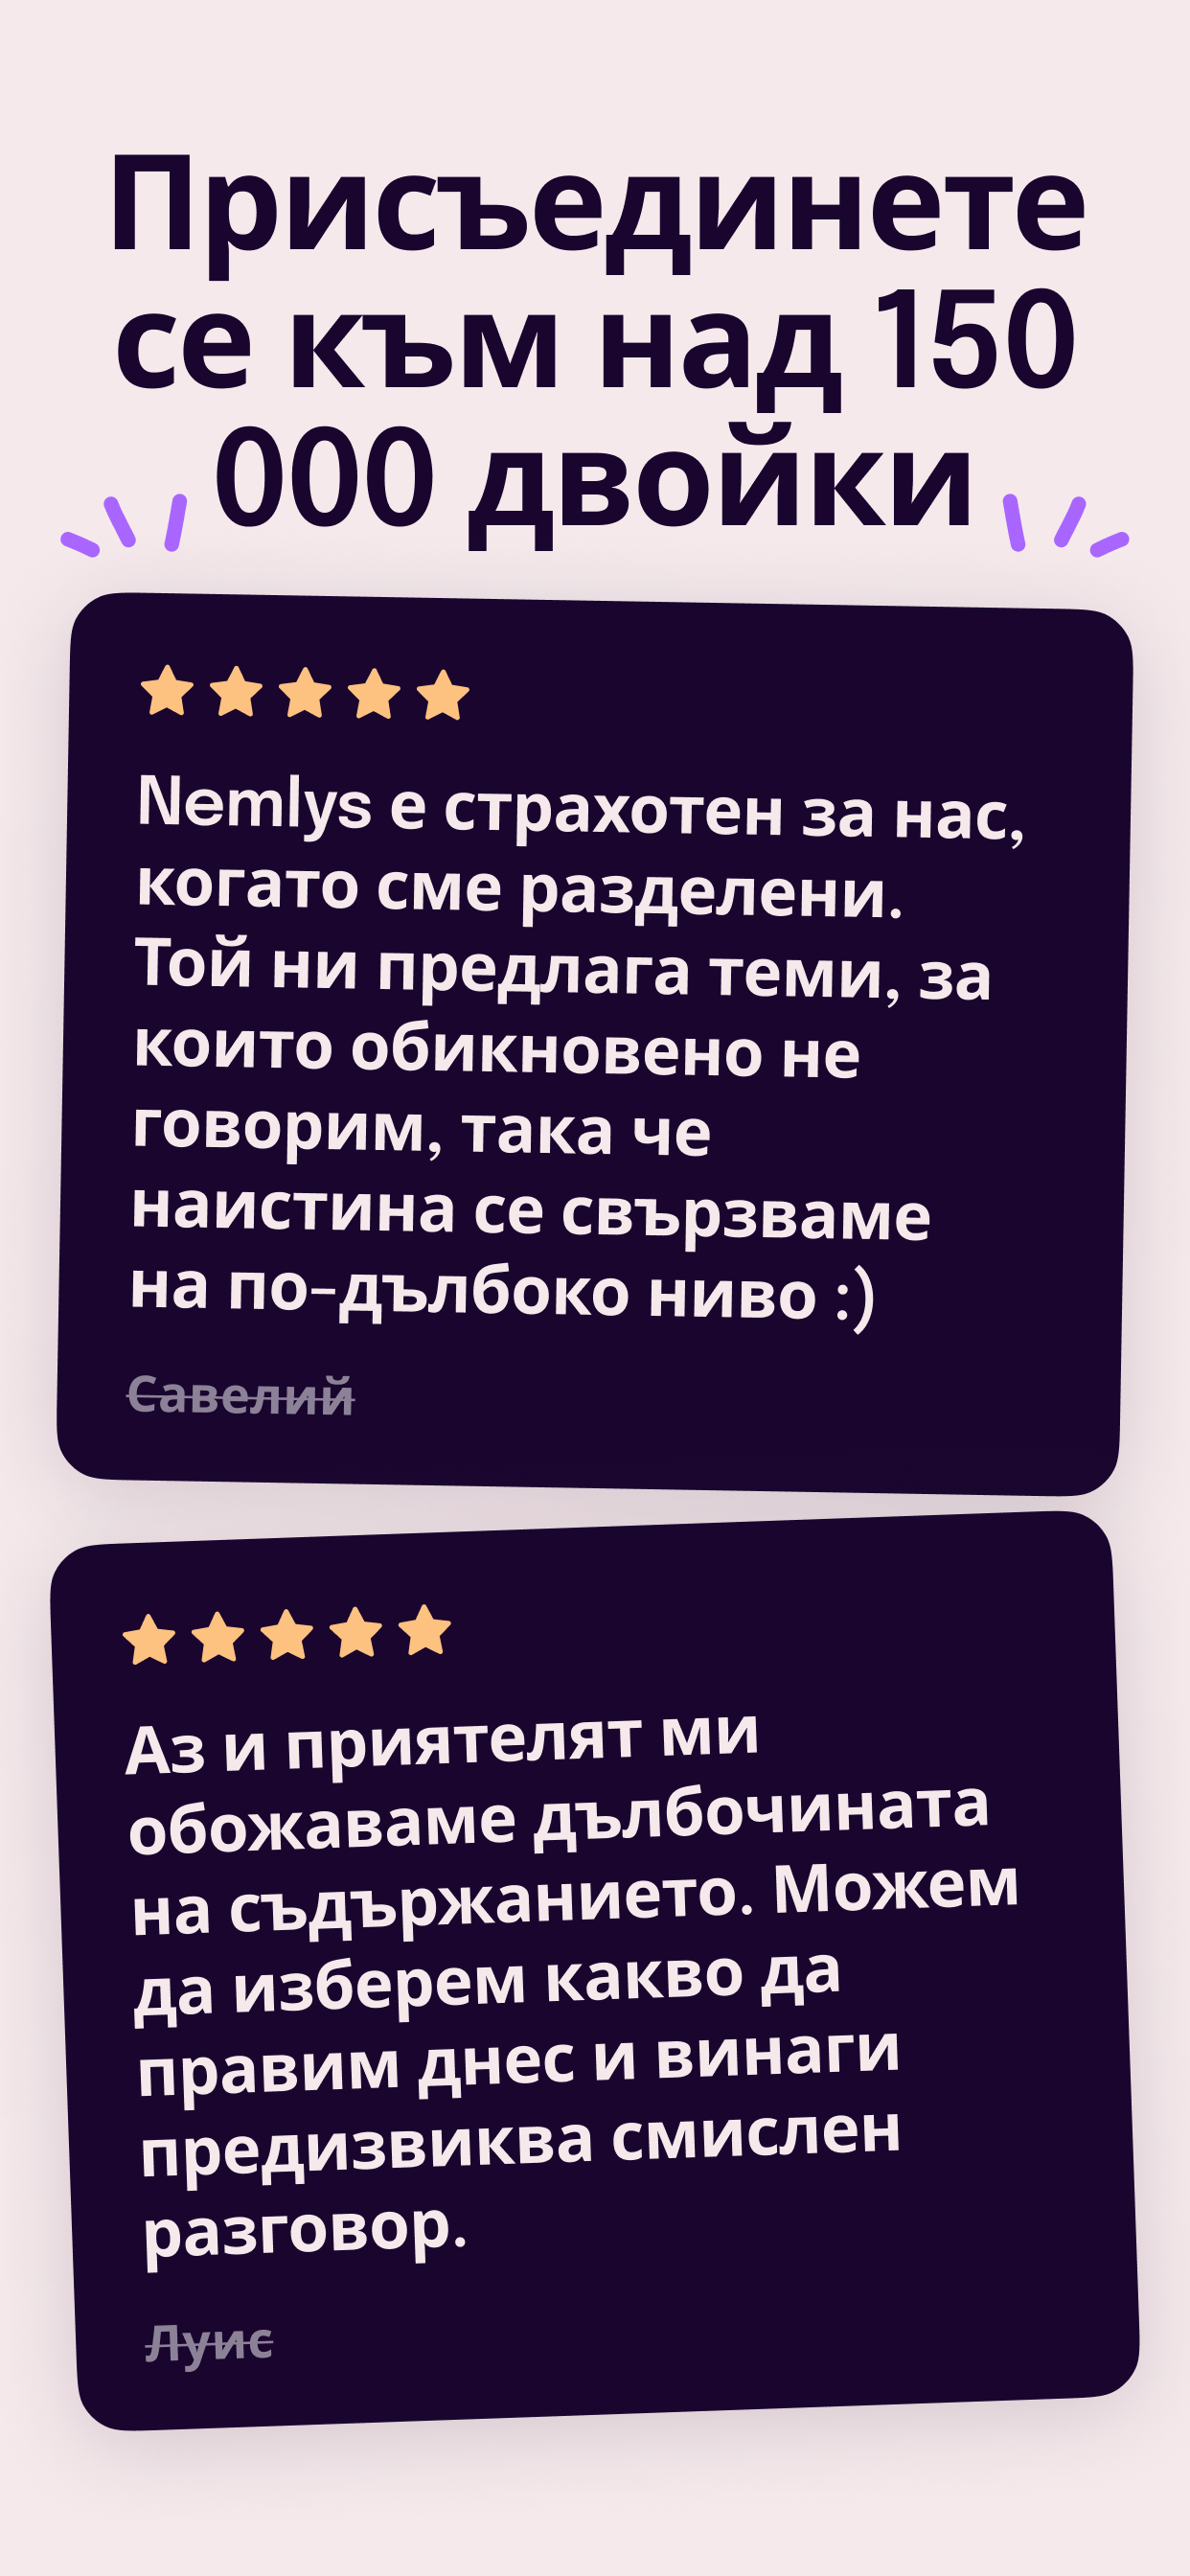 Присъединете
се към над 150
000 двойки
Nemlys е страхотен за нас,
когато сме разделени.
Той ни предлага теми, за
които обикновено не
говорим, така че
наистина се свързваме
на по-дълбоко ниво :)
Савелий
Аз и приятелят ми
обожаваме дълбочината
на съдържанието. Можем
да изберем какво да
правим днес и винаги
предизвиква смислен
разговор.
Луис